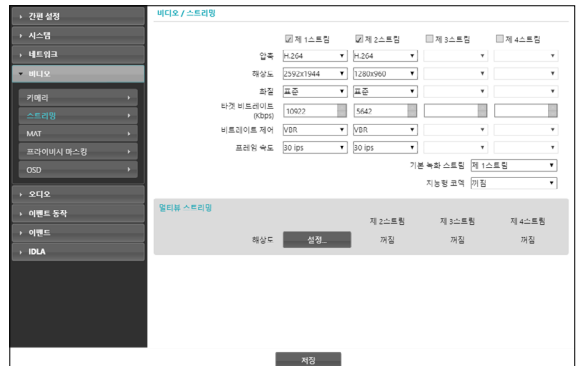 간편 설정
시스템
네트워크
비디오
카메라
스트리밍
MAT
프라이버시 마스킹
OSD
오디오
이벤트 동작
이벤트
IDLA
비디오 / 스트리밍
제 1스트림 제 2스트림 제 3스트림 제 4스트림
압축 H.264 H.264
해상도 2592x1944 1280x960
화질 표준 표준
타겟 비트레이트 (Kbps) 10922 5642
비트레이트 제어 VBR VBR
프레임 속도 30 ips 30 ips
기본 녹화 스트림 제 1스트림
지능형 코덱 꺼짐
멀티뷰 스트리밍
제 2스트림 제 3스트림 제 4스트림
해상도 설정... 꺼짐 꺼짐 꺼짐
저장